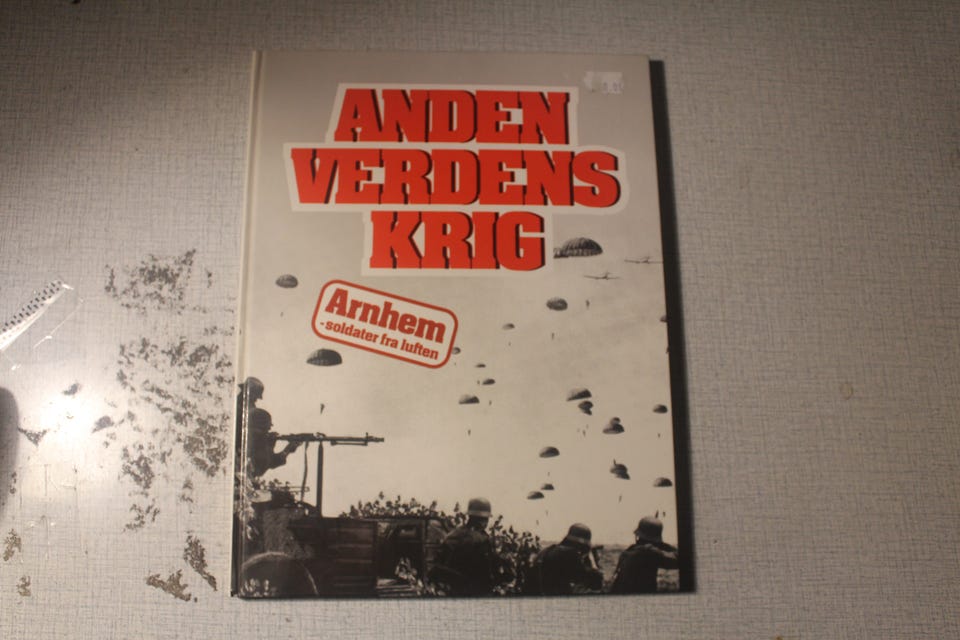 ANDEN
VERDENS
KRIG
Arnhem
-soldater fra luften